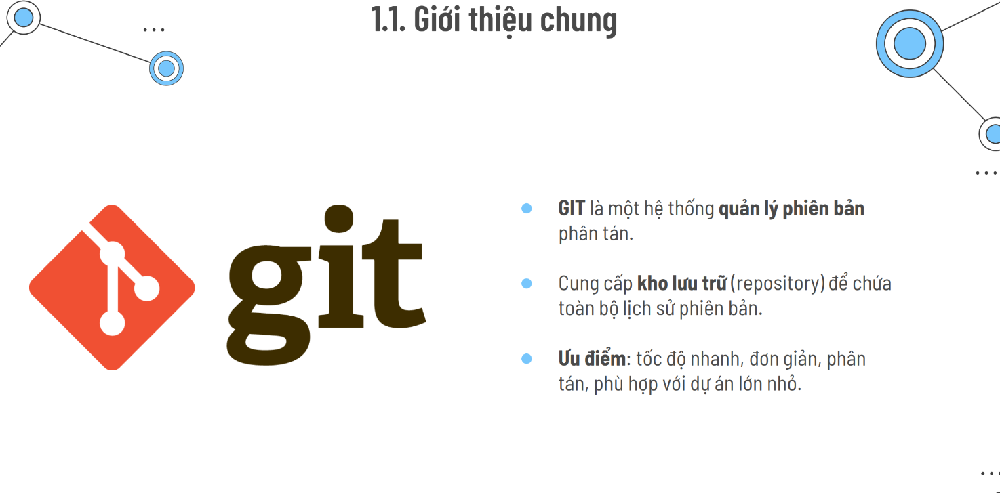 1.1. Giới thiệu chung
git
GIT là một hệ thống quản lý phiên bản
phân tán.
Cung cấp kho lưu trữ (repository) để chứa
toàn bộ lịch sử phiên bản.
Ưu điểm: tốc độ nhanh, đơn giản, phân
tán, phù hợp với dự án lớn nhỏ.